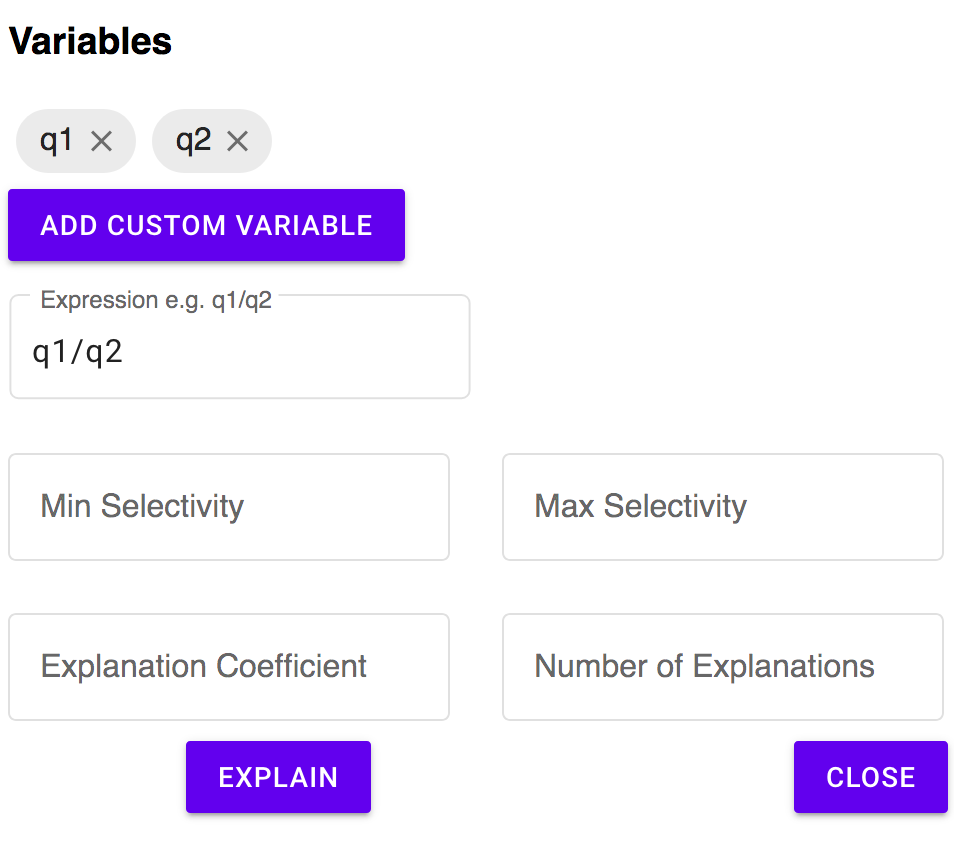 Variables
q1 q2
ADD CUSTOM VARIABLE
Expression e.g. q1/q2
q1/q2
Min Selectivity Max Selectivity
Explanation Coefficient Number of Explanations
EXPLAIN CLOSE